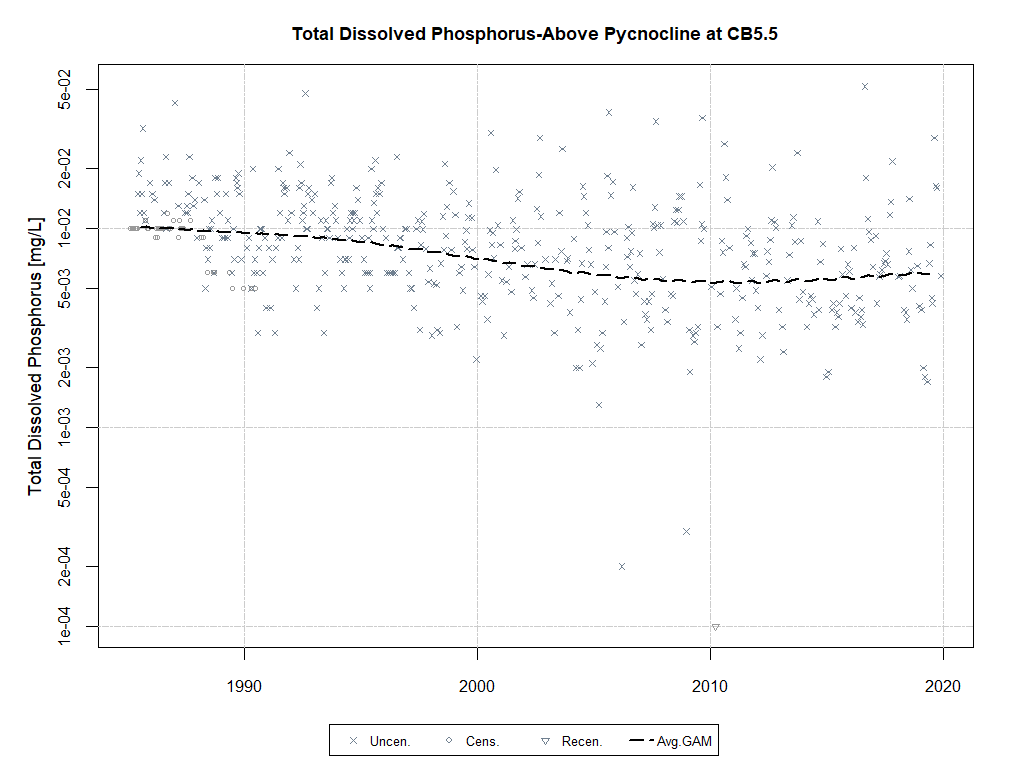 Total Dissolved Phosphorus-Above Pycnocline at CB5.5
Total Dissolved Phosphorus [mg/L]
5e-02
2e-02
1e-02
5e-03
2e-03
1e-03
5e-04
2e-04
1e-04
1990 2000 2010 2020
Uncen. Cens. Recen. Avg.GAM